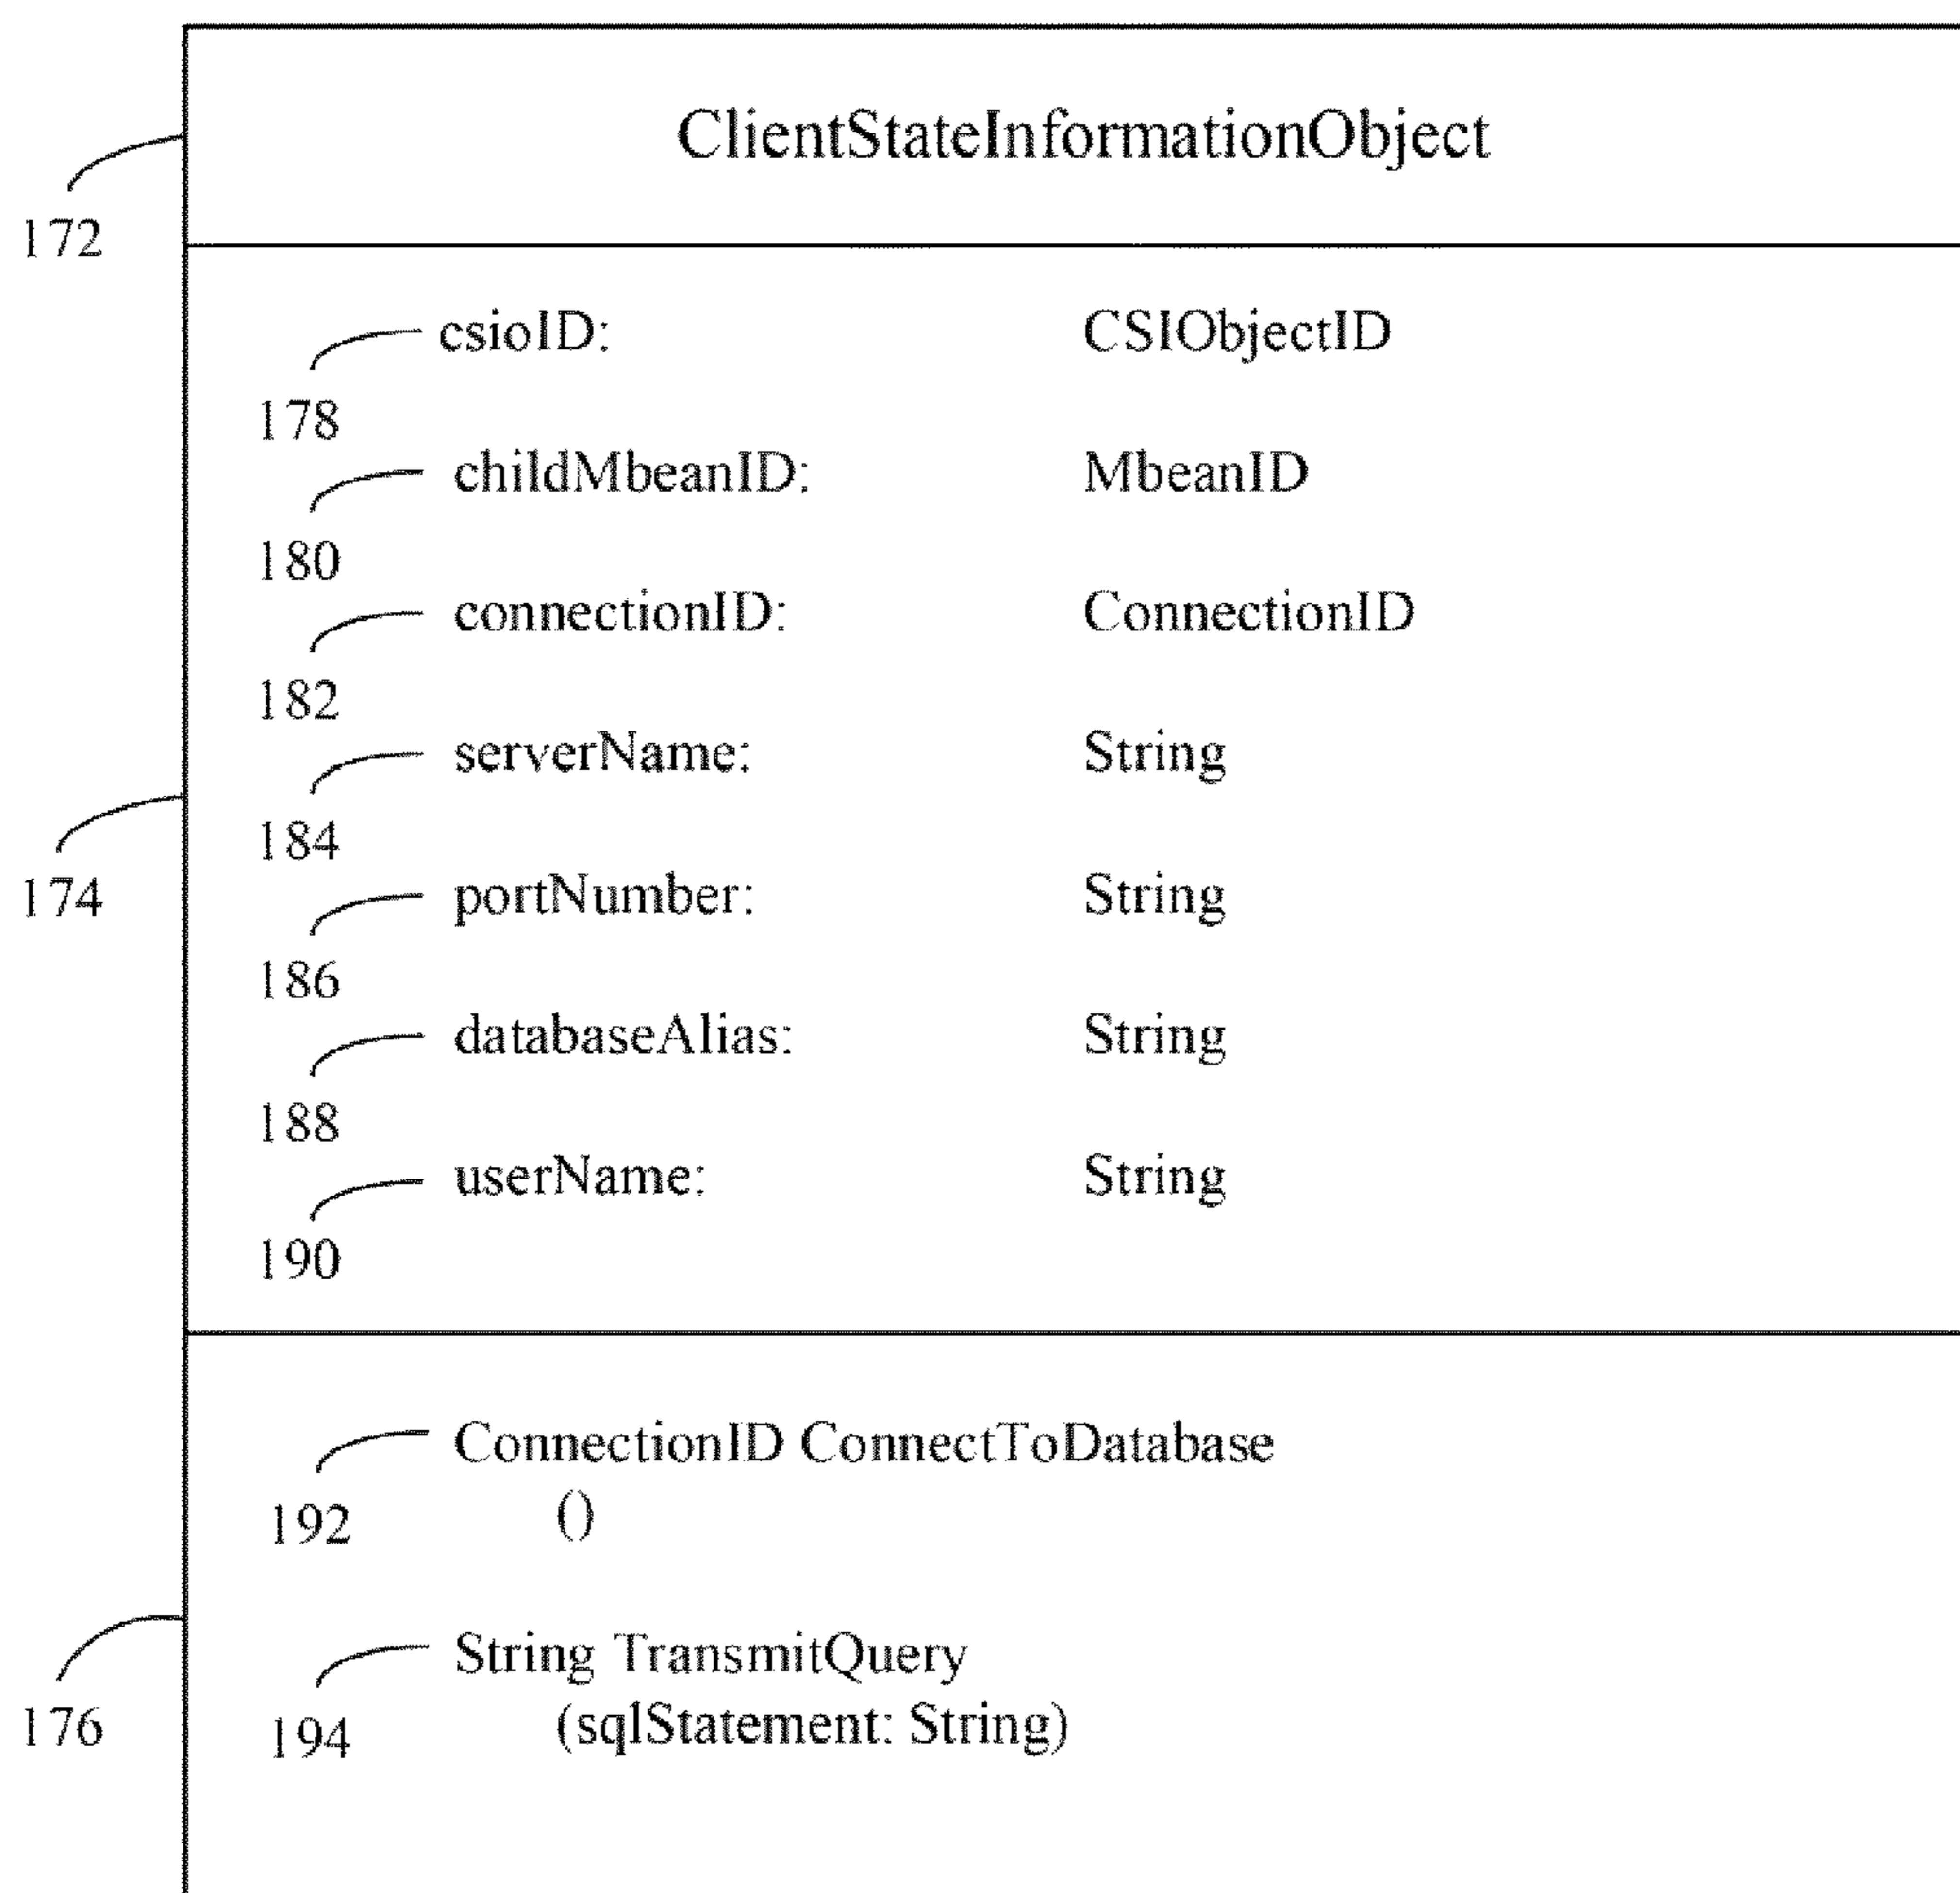 ClientStateInformationObject
172
csioID: CSIObjectID
178
childMbeanID: MbeanID
180
connectionID: ConnectionID
182
serverName: String
184
174
portNumber: String
186
databaseAlias: String
188
userName: String
190
ConnectionID ConnectToDatabase
192 ()
String TransmitQuery
176 194 (sqlStatement: String)